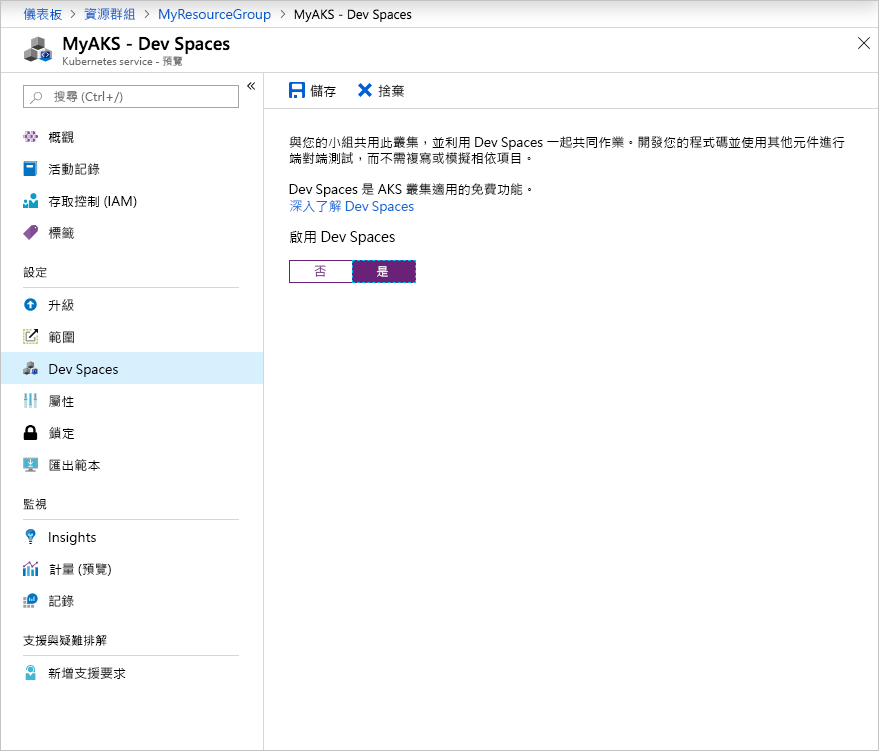 儀表板 > 資源群組 > MyResourceGroup > MyAKS - Dev Spaces
MyAKS - Dev Spaces
Kubernetes service - 預覽
搜尋 (Ctrl+/)
概觀
活動記錄
存取控制 (IAM)
標籤
設定
升級
範圍
Dev Spaces
屬性
鎖定
匯出範本
監視
Insights
計量 (預覽)
記錄
支援與疑難排解
新增支援要求
儲存 捨棄
與您的小組共用此叢集，並利用 Dev Spaces 一起共同作業。開發您的程式碼並使用其他元件進行
端對端測試，而不需複寫或模擬相依項目。
Dev Spaces 是 AKS 叢集適用的免費功能。
深入了解 Dev Spaces
啟用 Dev Spaces
否 是